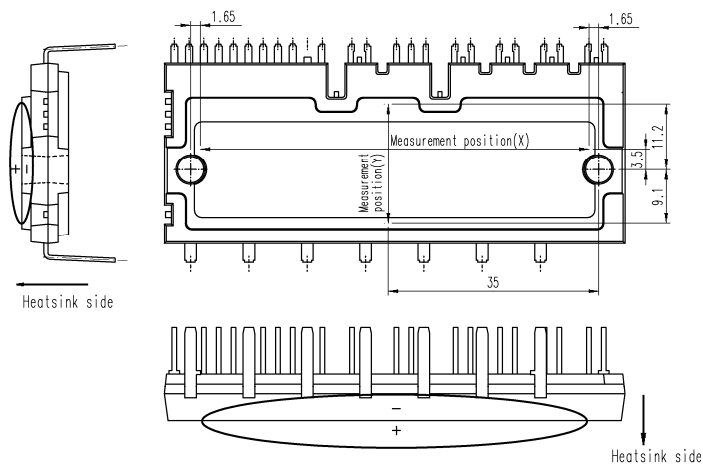 1.65
1.65
Measurement position(X)
Measurement
position(Y)
11.2
3.5
9.1
35
+
−
Heatsink side
−
+
Heatsink side